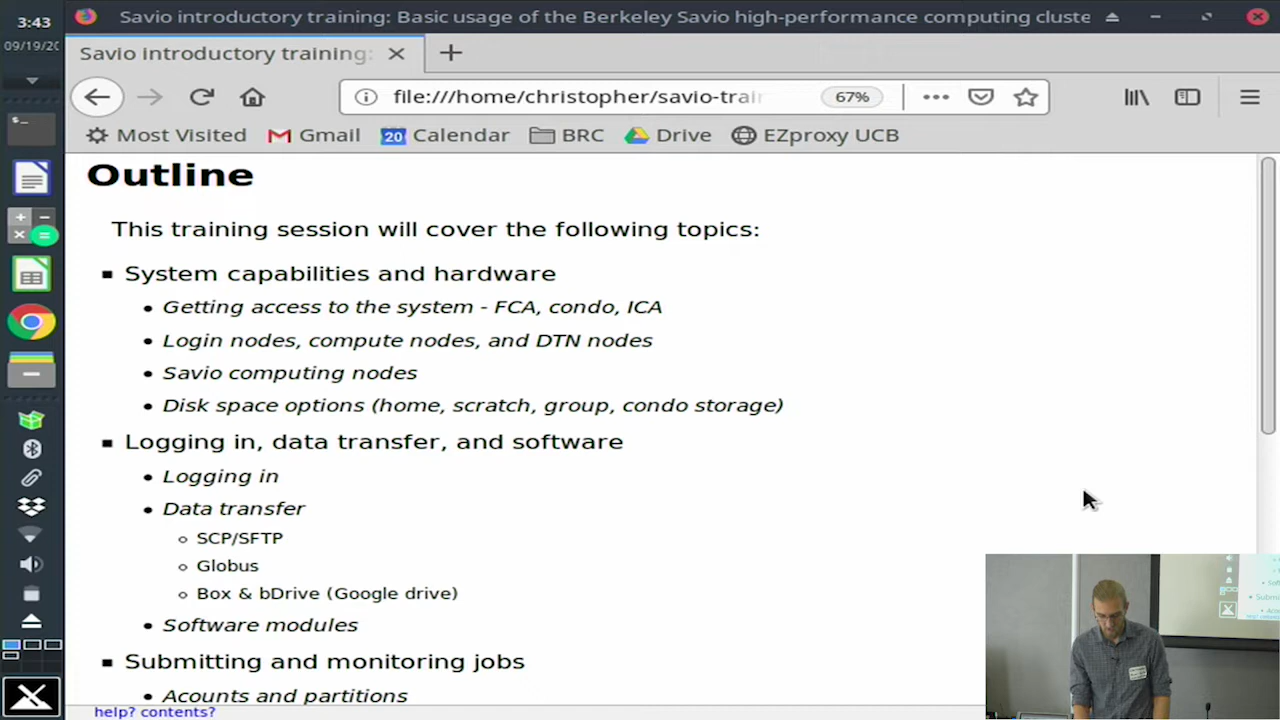 3:43
Savio introductory training: Basic usage of the Berkeley Savio high-performance computing cluste
09/19/20
Savio introductory training:
file:///home/christopher/savio-trai
67%
Most Visited
Gmail
20 Calendar
BRC
Drive
EZproxy UCB
Outline
This training session will cover the following topics:
System capabilities and hardware
Getting access to the system - FCA, condo, ICA
Login nodes, compute nodes, and DTN nodes
Savio computing nodes
Disk space options (home, scratch, group, condo storage)
Logging in, data transfer, and software
Logging in
Data transfer
SCP/SFTP
Globus
Box & bDrive (Google drive)
Software modules
Submitting and monitoring jobs
Acounts and partitions
help? contents?